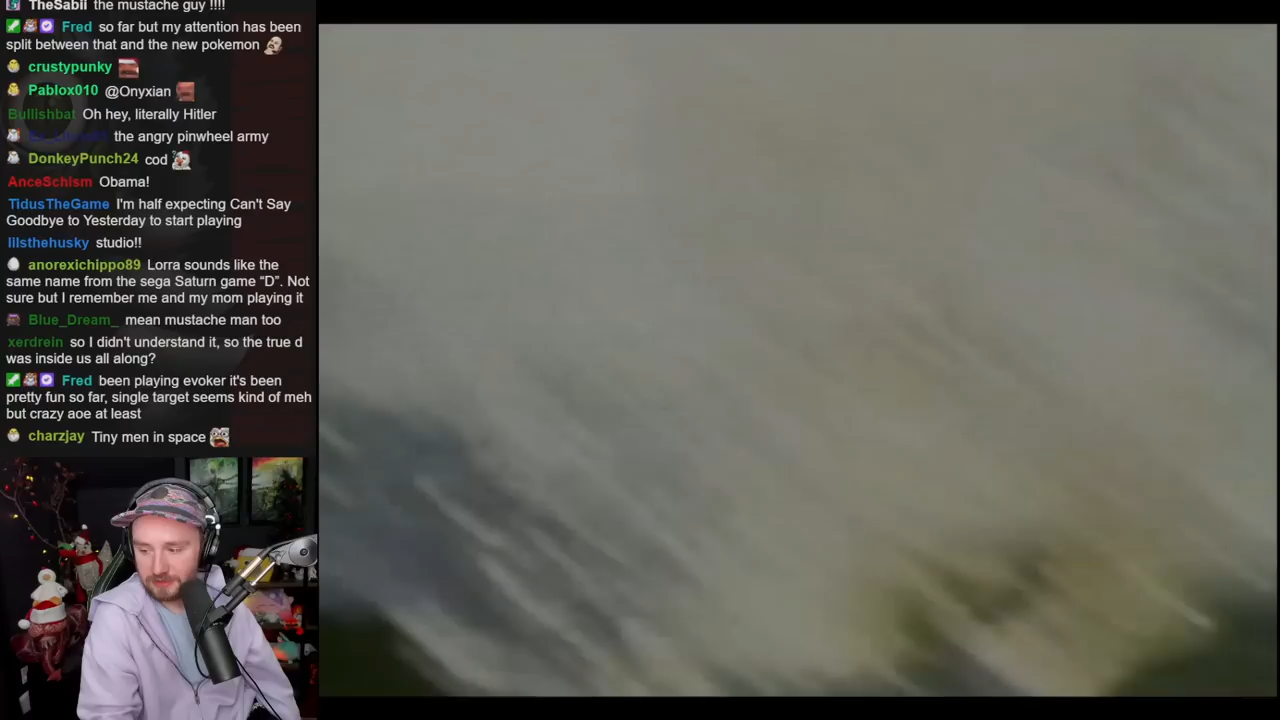 TheSabii the mustache guy !!!!
Fred so far but my attention has been
split between that and the new pokemon
crustypunky
Pablox010 @Onyxian
Bullishbat Oh hey, literally Hitler
the angry pinwheel army
DonkeyPunch24 cod
AnceSchism Obama!
TidusTheGame I'm half expecting Can't Say
Goodbye to Yesterday to start playing
lilsthehusky studio!!
anorexichippo89 Lorra sounds like the
same name from the sega Saturn game “D”. Not
sure but I remember me and my mom playing it
Blue_Dream_ mean mustache man too
xerdrein so I didn't understand it, so the true d
was inside us all along?
Fred been playing evoker it's been
pretty fun so far, single target seems kind of meh
but crazy aoe at least
charzjay Tiny men in space